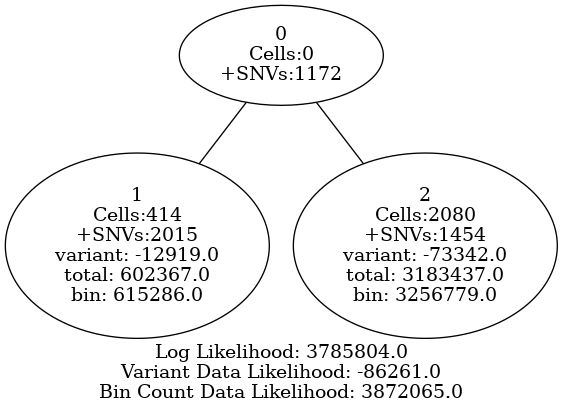 0
Cells:0
+SNVs:1172
1
Cells:414
+SNVs:2015
variant: -12919.0
total: 602367.0
bin: 615286.0
2
Cells:2080
+SNVs:1454
variant: -73342.0
total: 3183437.0
bin: 3256779.0
Log Likelihood: 3785804.0
Variant Data Likelihood: -86261.0
Bin Count Data Likelihood: 3872065.0